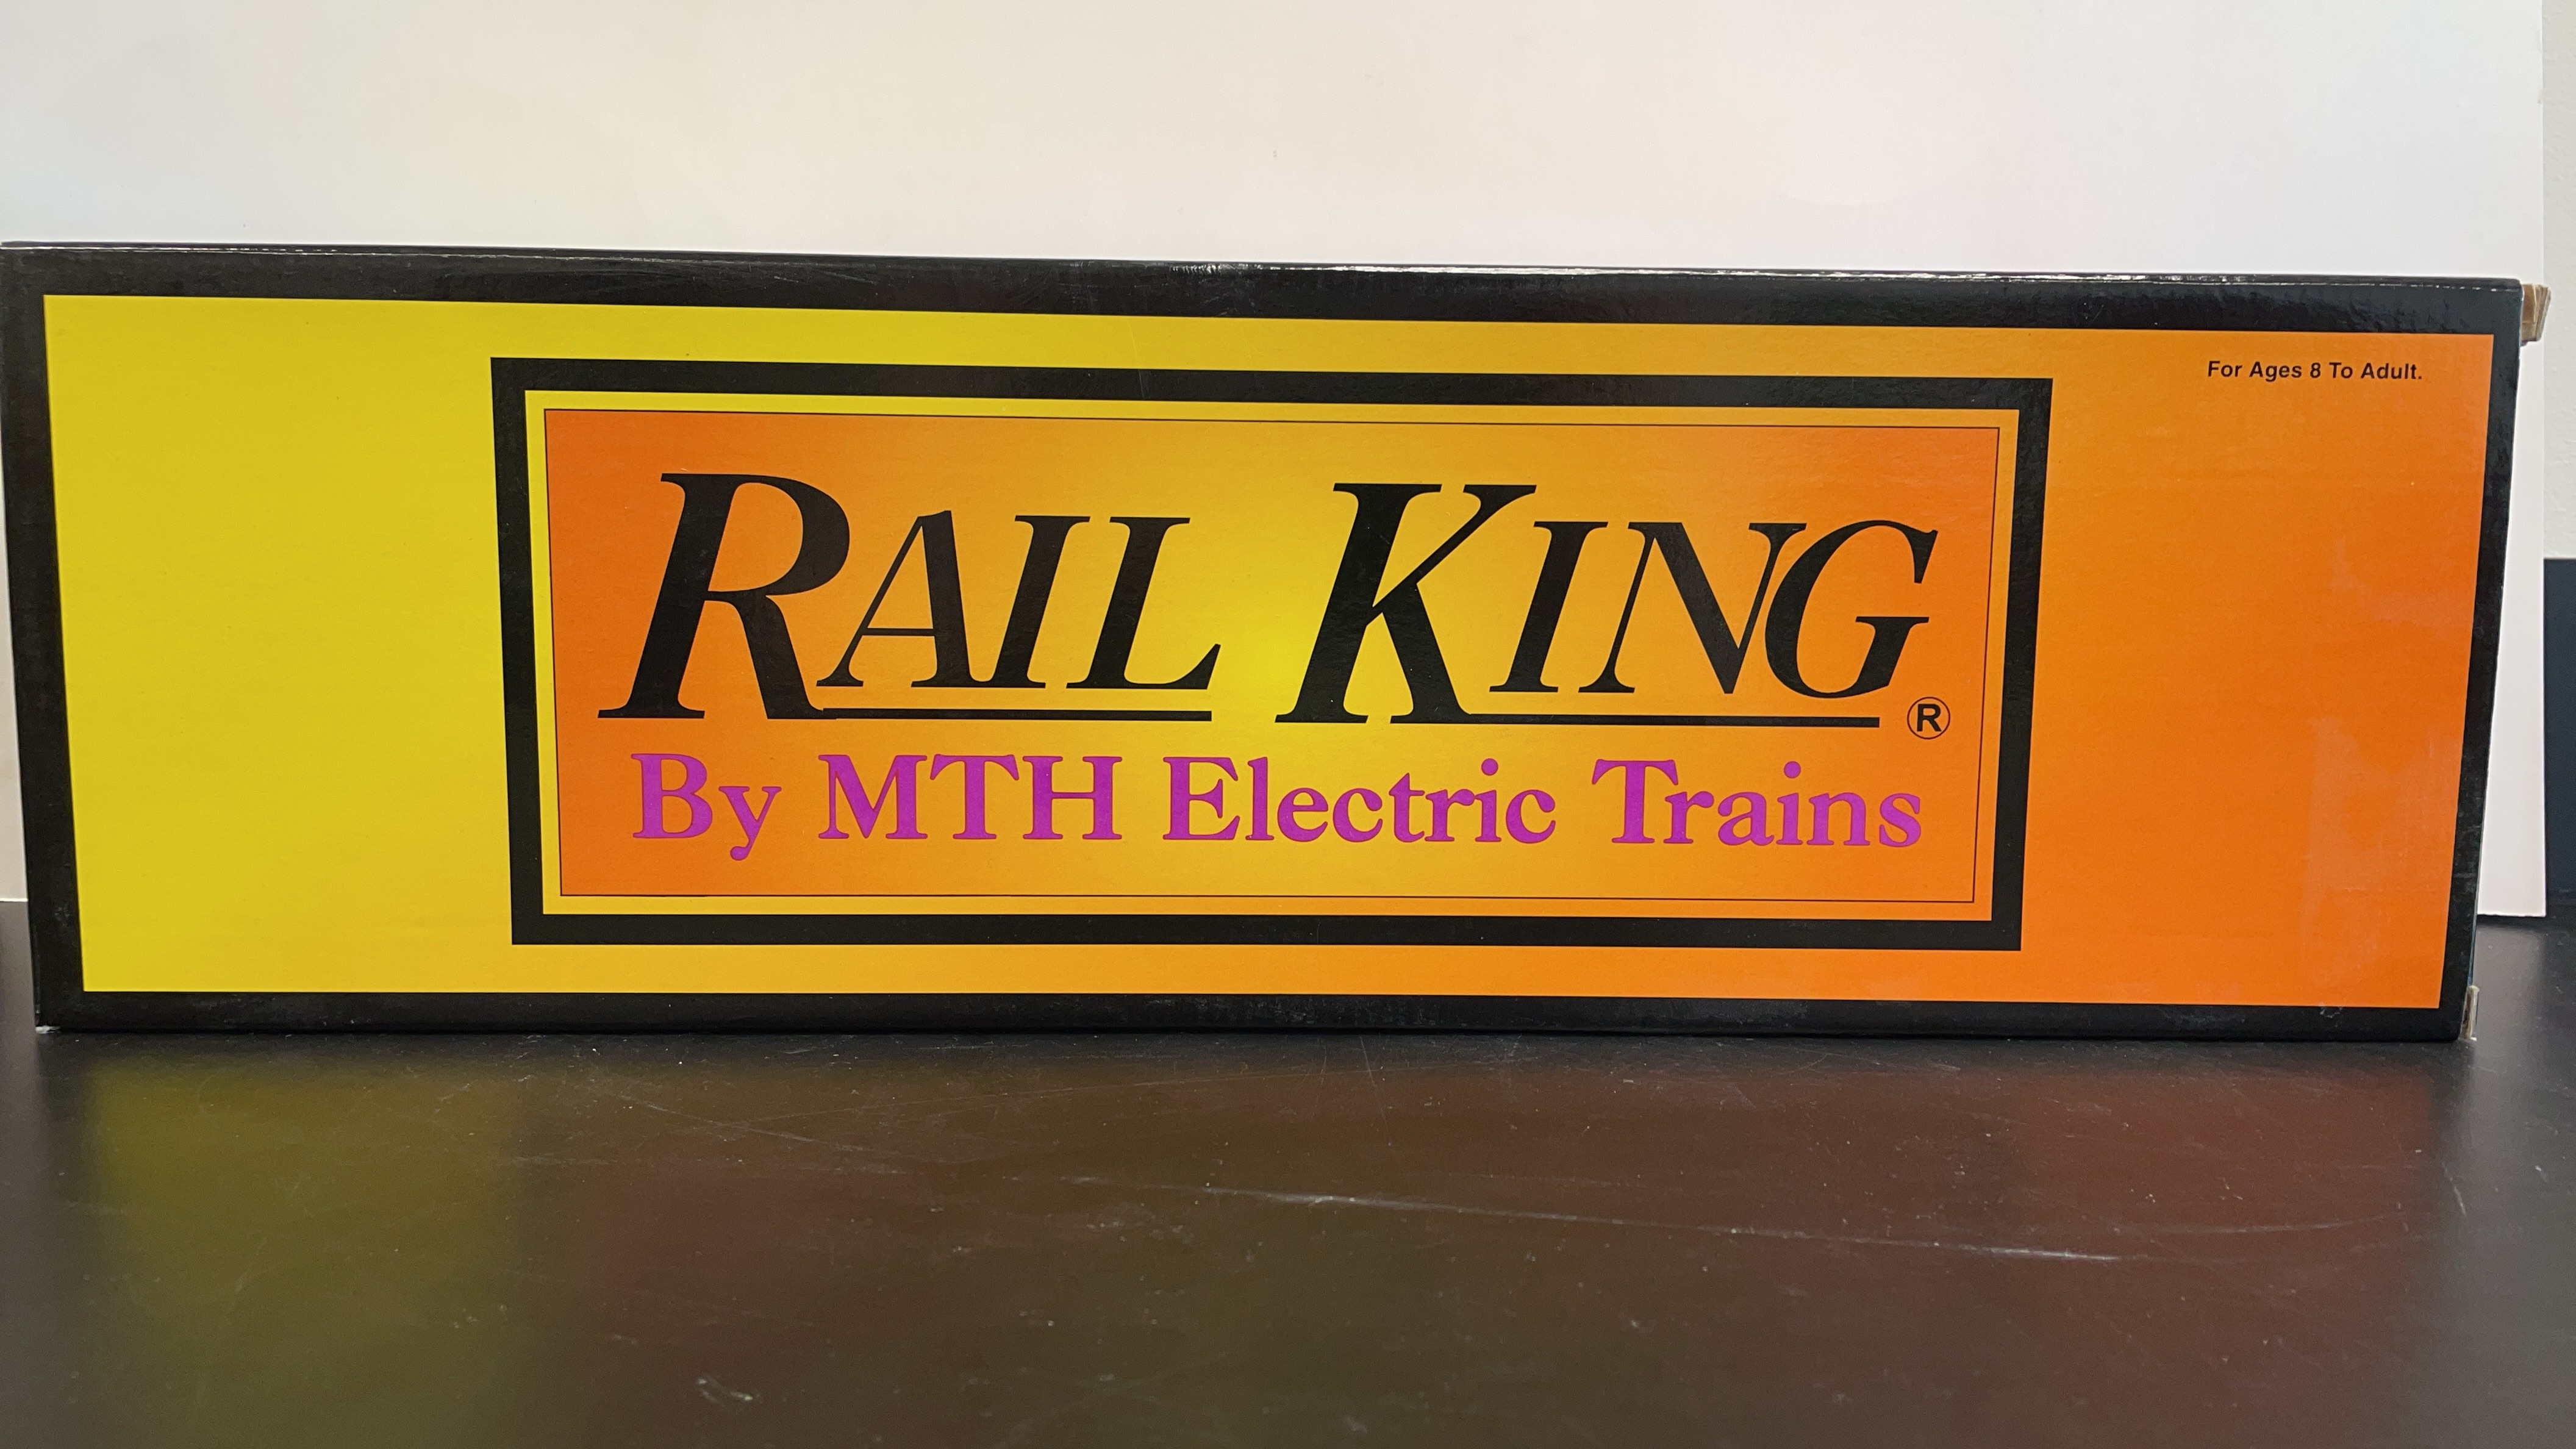 For Ages 8 To Adult.
RAIL KING®
By MTH Electric Trains